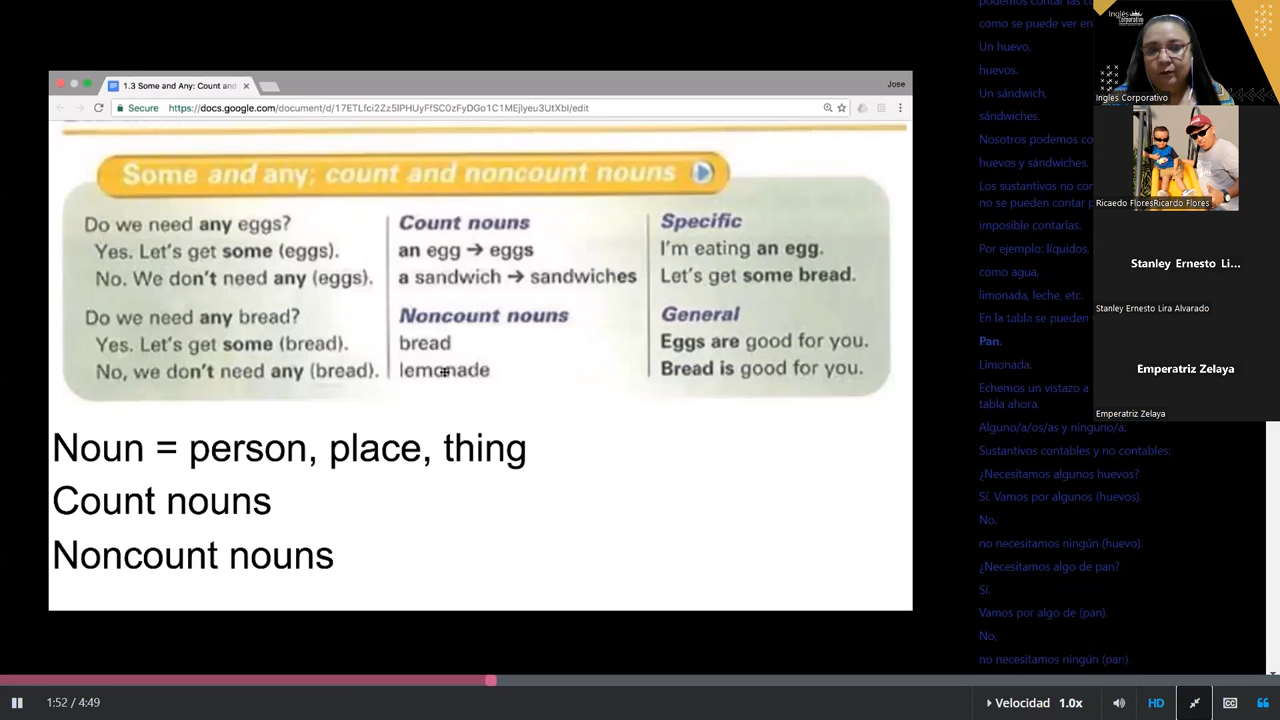 1.3 Some and Any: Count and
Jose
Secure
https://docs.google.com/document/d/17ETLfci2Zz5lPHUyFfSC0zFyDGo1C1MEjlyeu3UtXbI/edit
Some and any; count and noncount nouns
Do we need any eggs?
Yes. Let's get some (eggs).
No. We don't need any (eggs).
Do we need any bread?
Yes. Let's get some (bread).
No, we don't need any (bread).
Count nouns
an egg → eggs
a sandwich → sandwiches
Noncount nouns
bread
lemonade
Specific
I'm eating an egg.
Let's get some bread.
General
Eggs are good for you.
Bread is good for you.
Noun = person, place, thing
Count nouns
Noncount nouns
podemos contar las
como se puede ver en
Un huevo,
huevos.
Un sándwich,
sándwiches.
Nosotros podemos
huevos y sándwiches.
Los sustantivos no
no se pueden contar
imposible contarlas.
Por ejemplo: líquidos,
como agua,
limonada, leche, etc.
En la tabla se pueden
Pan.
Limonada.
Echemos un vistazo a
tabla ahora.
Alguno/a/os/as y ninguno/a;
Sustantivos contables y no contables:
¿Necesitamos algunos huevos?
Sí. Vamos por algunos (huevos).
No.
no necesitamos ningún (huevo).
¿Necesitamos algo de pan?
Sí.
Vamos por algo de (pan).
No,
no necesitamos ningún (pan).
Inglés
Corporativo
Ingles Corporativo
Ricaedo FloresRicardo Flores
Stanley Ernesto Li...
Stanley Ernesto Lira Alvarado
Emperatriz Zelaya
Emperatriz Zelaya
1:52 / 4:49
Velocidad 1.0x
HD